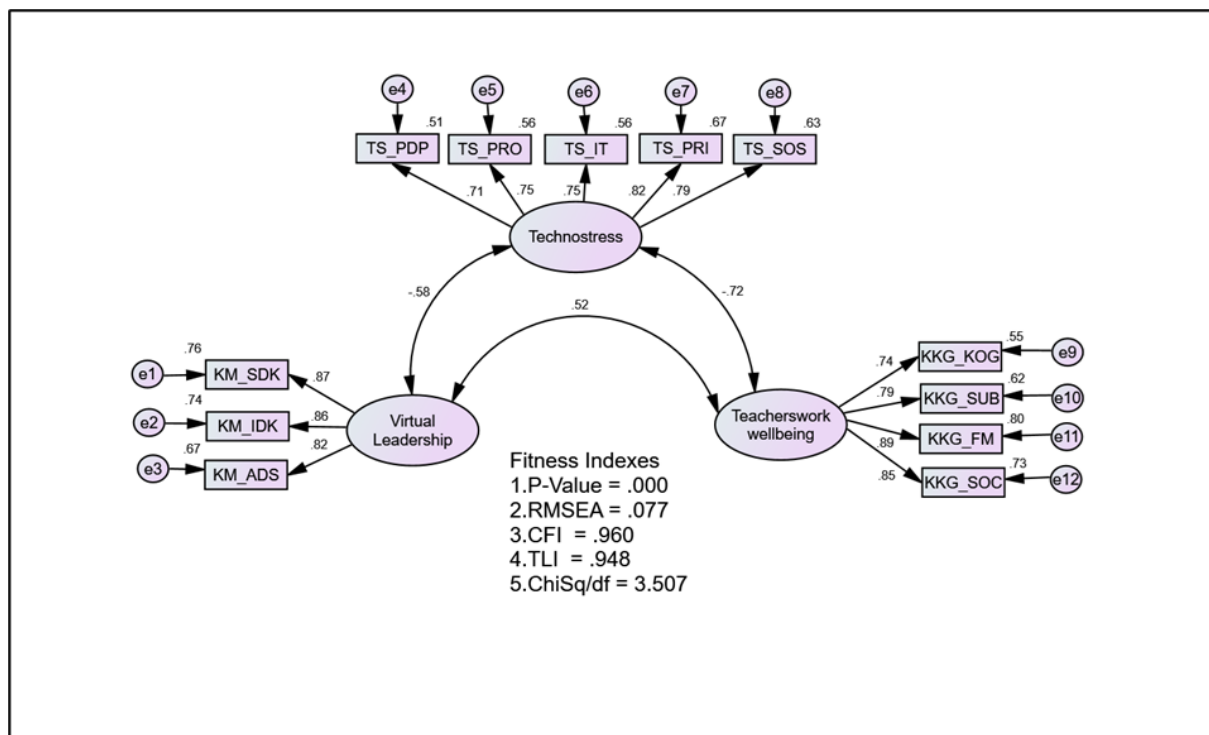 e4 e5 e6 e7 e8
.51 .56 .56 .67 .63
TS_PDP TS_PRO TS_IT TS_PRI TS_SOS
.71 .75 .75 .82 .79
Technostress
-.58 -.72
.52
.76
e1 KM_SDK .87
.74
e2 KM_IDK .86
.67
e3 KM_ADS .82
Virtual
Leadership
Teacherswork
wellbeing
.74 KKG_KOG .55 e9
.79 KKG_SUB .62 e10
.89 KKG_FM .80 e11
.85 KKG_SOC .73 e12
Fitness Indexes
1.P-Value = .000
2.RMSEA = .077
3.CFI = .960
4.TLI = .948
5.ChiSq/df = 3.507